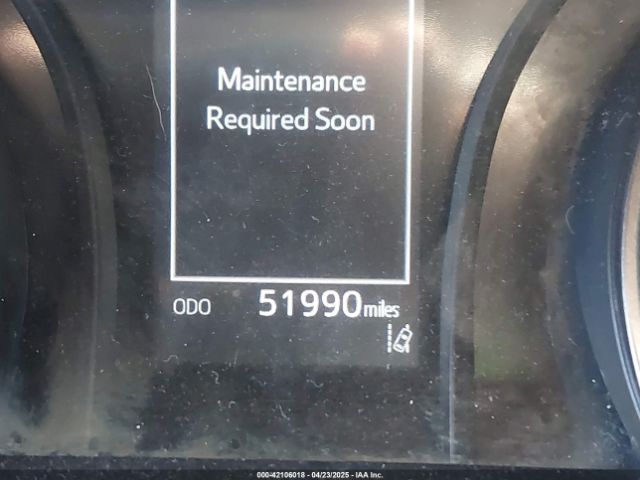 Maintenance
Required Soon
ODO 51990 miles
000-42106018 - 04/23/2025 - IAA Inc.